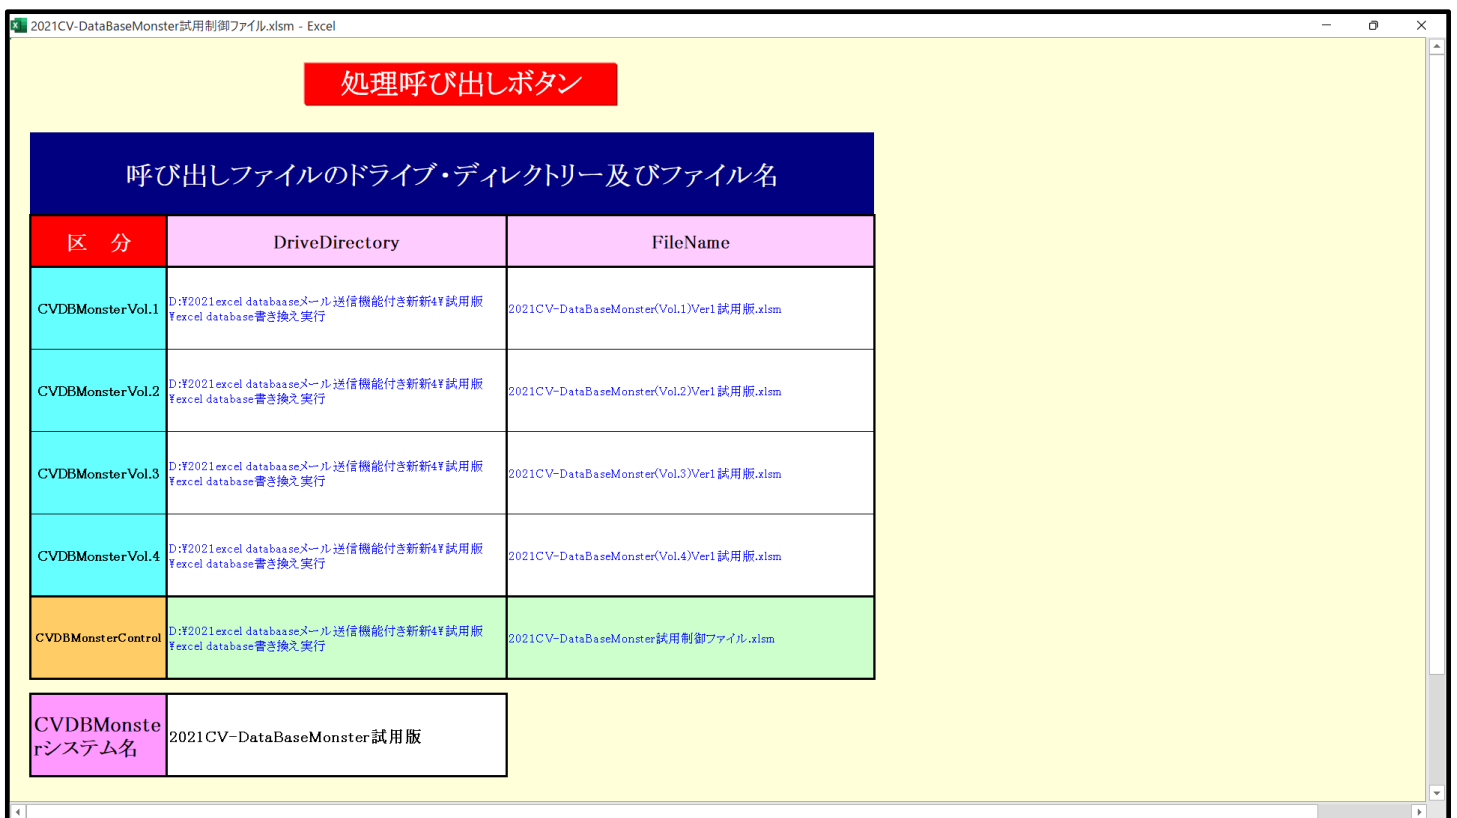 2021CV-DataBaseMonster試用制御ファイル.xlsm - Excel
処理呼び出しボタン
呼び出しファイルのドライブ・ディレクトリー及びファイル名
区　分 DriveDirectory FileName
CVDBMonsterVol.1
D:¥2021excel databaaseメール送信機能付き新新4¥試用版
¥excel database書き換え実行
2021CV-DataBaseMonster(Vol.1)Ver1試用版.xlsm
CVDBMonsterVol.2
D:¥2021excel databaaseメール送信機能付き新新4¥試用版
¥excel database書き換え実行
2021CV-DataBaseMonster(Vol.2)Ver1試用版.xlsm
CVDBMonsterVol.3
D:¥2021excel databaaseメール送信機能付き新新4¥試用版
¥excel database書き換え実行
2021CV-DataBaseMonster(Vol.3)Ver1試用版.xlsm
CVDBMonsterVol.4
D:¥2021excel databaaseメール送信機能付き新新4¥試用版
¥excel database書き換え実行
2021CV-DataBaseMonster(Vol.4)Ver1試用版.xlsm
CVDBMonsterControl
D:¥2021excel databaaseメール送信機能付き新新4¥試用版
¥excel database書き換え実行
2021CV-DataBaseMonster試用制御ファイル.xlsm
CVDBMonste
rシステム名
2021CV-DataBaseMonster試用版